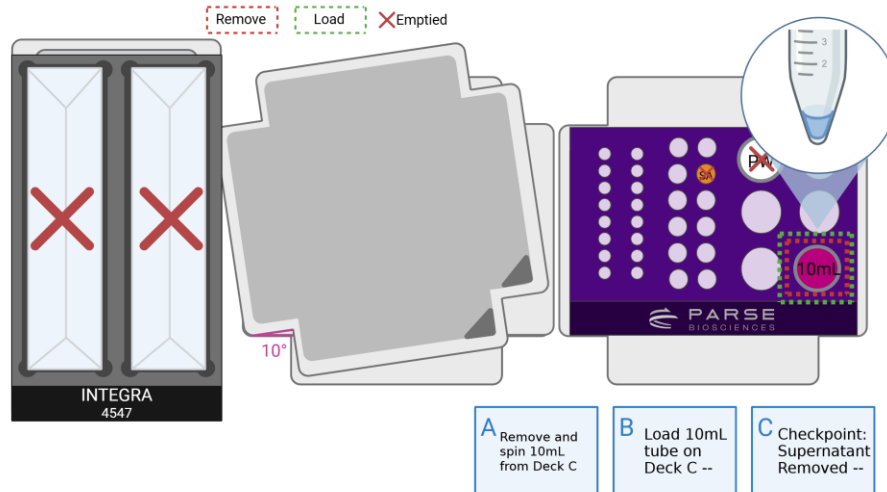 Remove
Load
Emptied
3
2
PW
SA
10mL
10°
PARSE
BIOSCIENCES
INTEGRA
4547
A
Remove and
spin 10mL
from Deck C
B
Load 10mL
tube on
Deck C --
C
Checkpoint:
Supernatant
Removed --